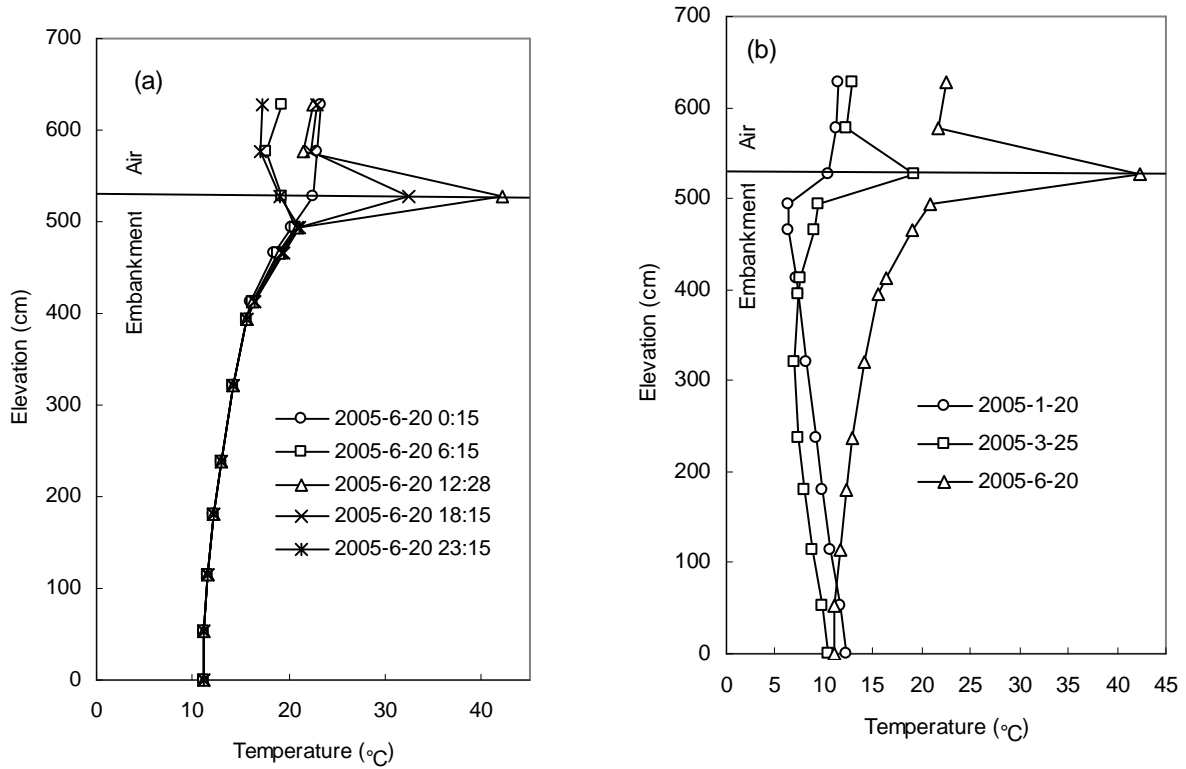 (a)
700
600
500
400
300
200
100
0
Elevation (cm)
Air
Embankment
2005-6-20 0:15
2005-6-20 6:15
2005-6-20 12:28
2005-6-20 18:15
2005-6-20 23:15
0 10 20 30 40
Temperature (°C)
(b)
700
600
500
400
300
200
100
0
Elevation (cm)
Air
Embankment
2005-1-20
2005-3-25
2005-6-20
0 5 10 15 20 25 30 35 40 45
Temperature (°C)